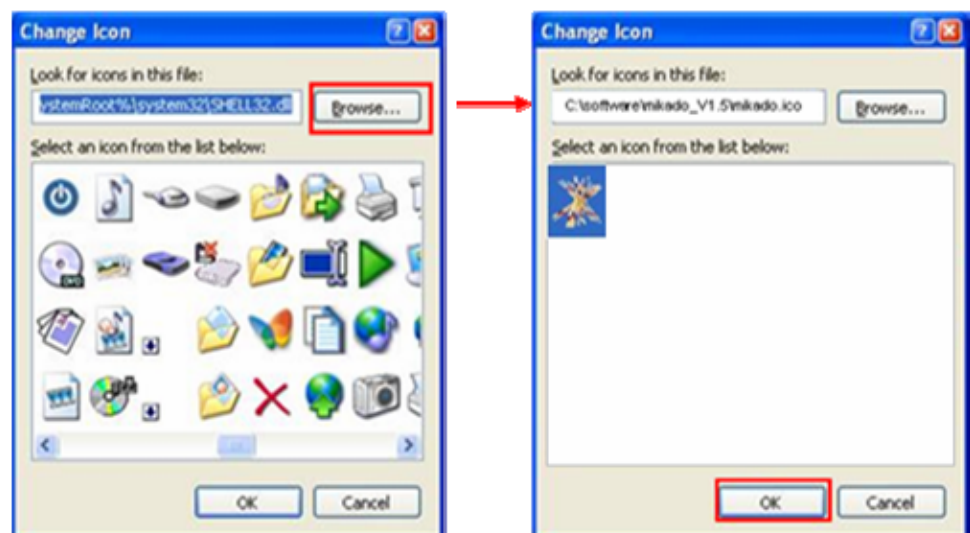 Change Icon
Look for icons in this file:
vstemRoot%\system32\SHELL32.dll
Browse...
Select an icon from the list below:
DVD
OK
Cancel
Change Icon
Look for icons in this file:
C:\software\mikado_V1.5\mikado.ico
Browse...
Select an icon from the list below:
OK
Cancel